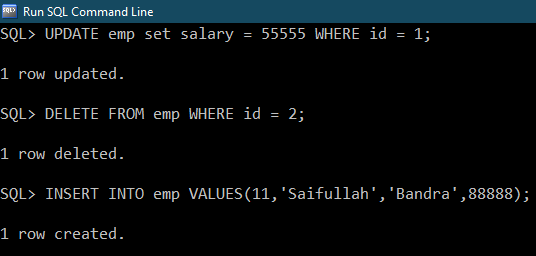 Run SQL Command Line
SQL> UPDATE emp set salary = 55555 WHERE id = 1;
1 row updated.
SQL> DELETE FROM emp WHERE id = 2;
1 row deleted.
SQL> INSERT INTO emp VALUES(11,'Saifullah','Bandra',88888);
1 row created.